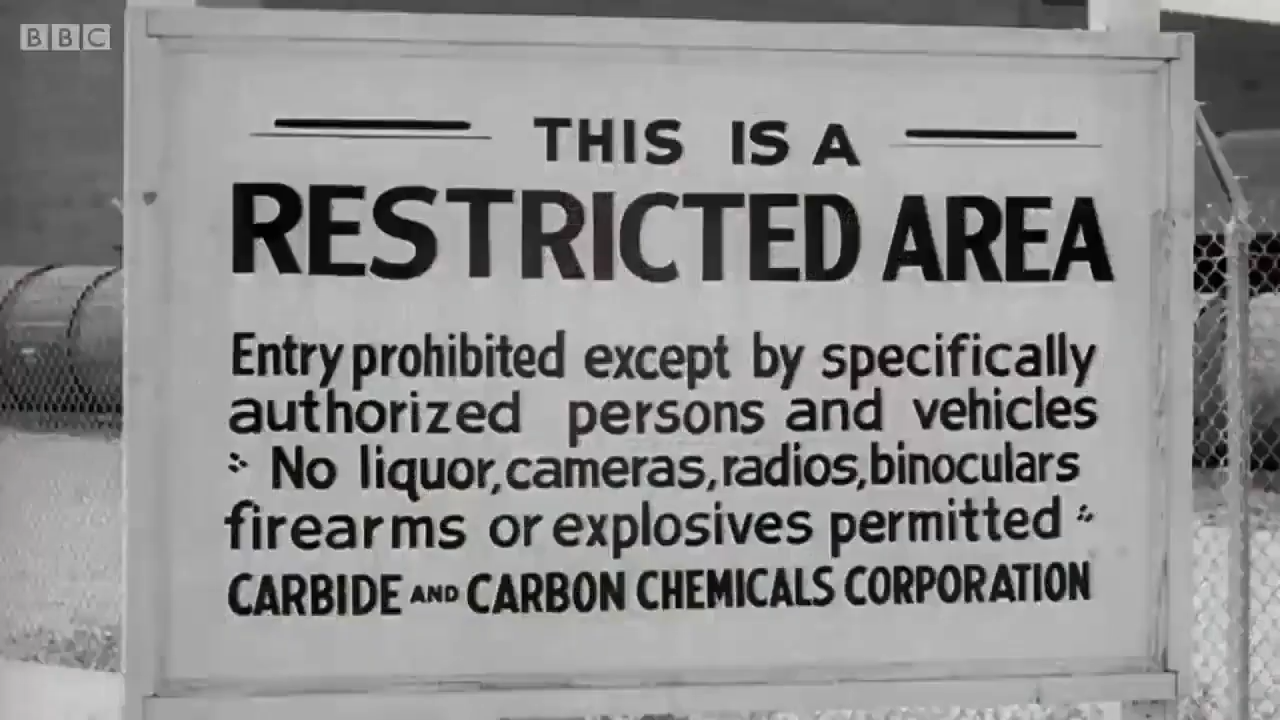 BBC
THIS IS A
RESTRICTED AREA
Entry prohibited except by specifically
authorized persons and vehicles
No liquor, cameras, radios, binoculars
firearms or explosives permitted
CARBIDE AND CARBON CHEMICALS CORPORATION